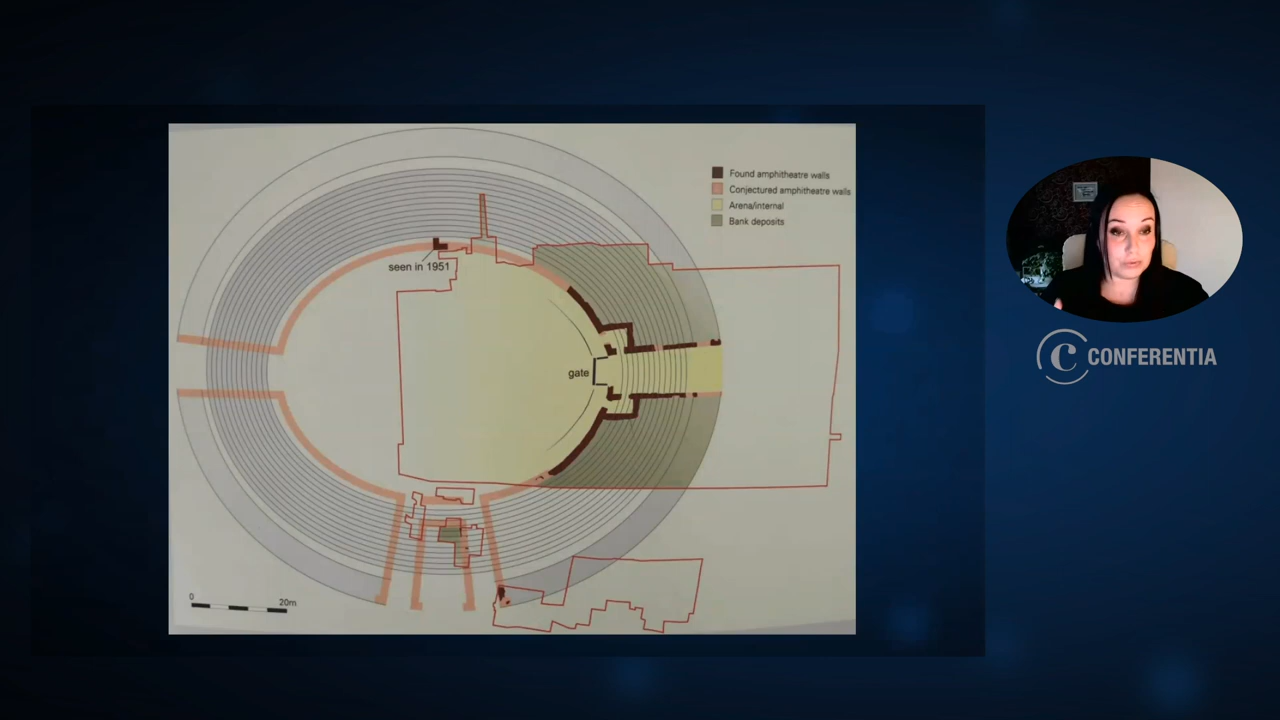 Found amphitheatre walls
Conjectured amphitheatre walls
Arena/internal
Bank deposits
seen in 1951
gate
0
20m
C CONFERENTIA